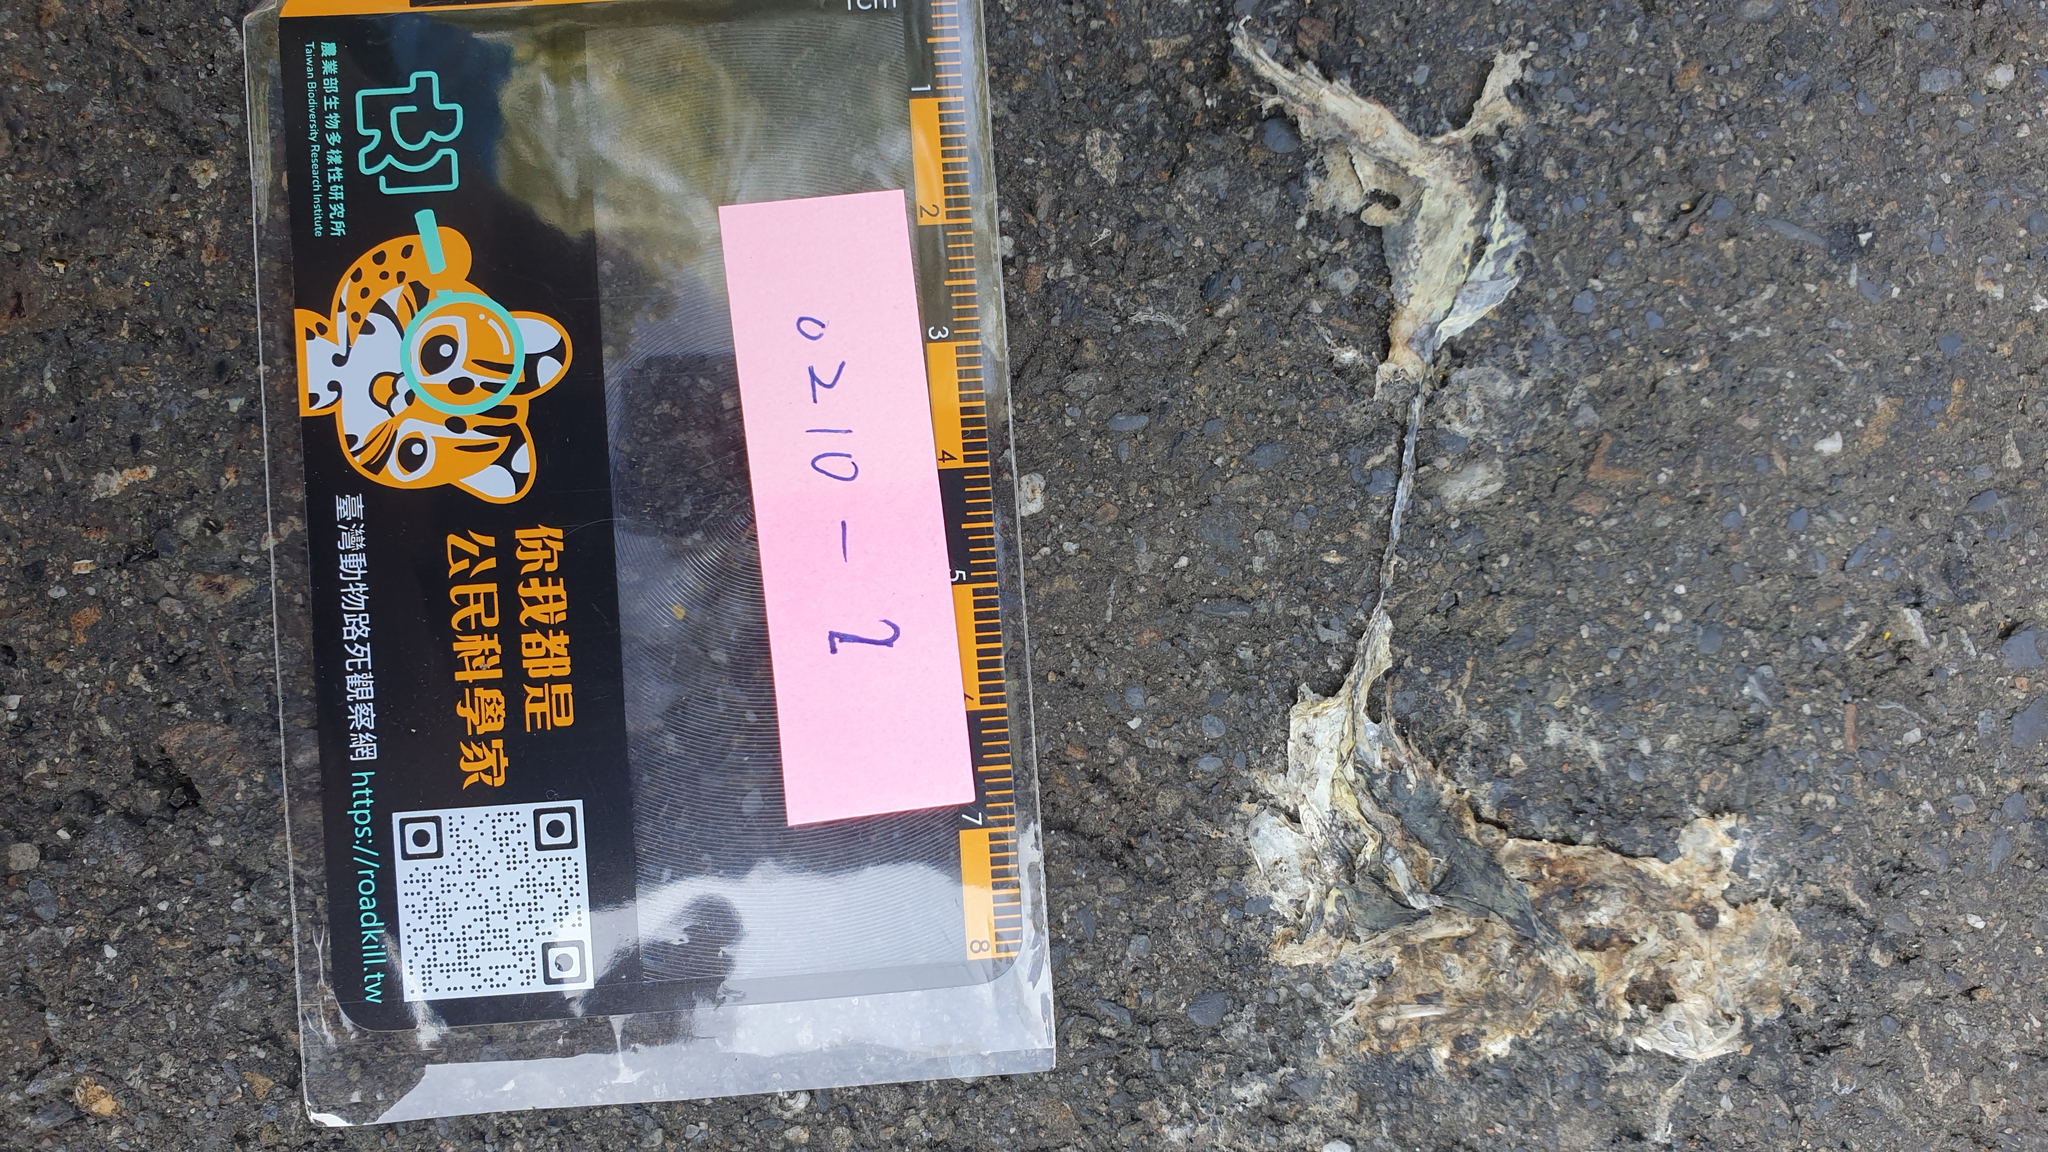 農業部生物多樣性研究所
Taiwan Biodiversity Research Institute
TBRI
你我都是
公民科學家
臺灣動物路死觀察網 https://roadkill.tw
0210-2
1cm
1
2
3
4
5
7
8